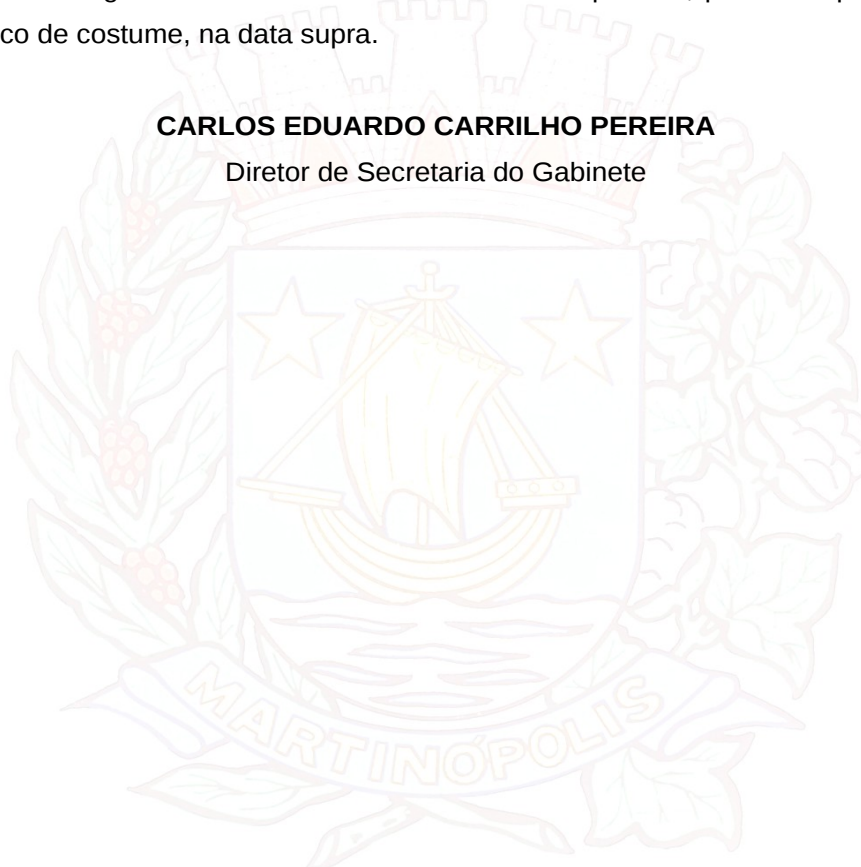 co de costume, na data supra.
CARLOS EDUARDO CARRILHO PEREIRA
Diretor de Secretaria do Gabinete
MARTINÓPOLIS